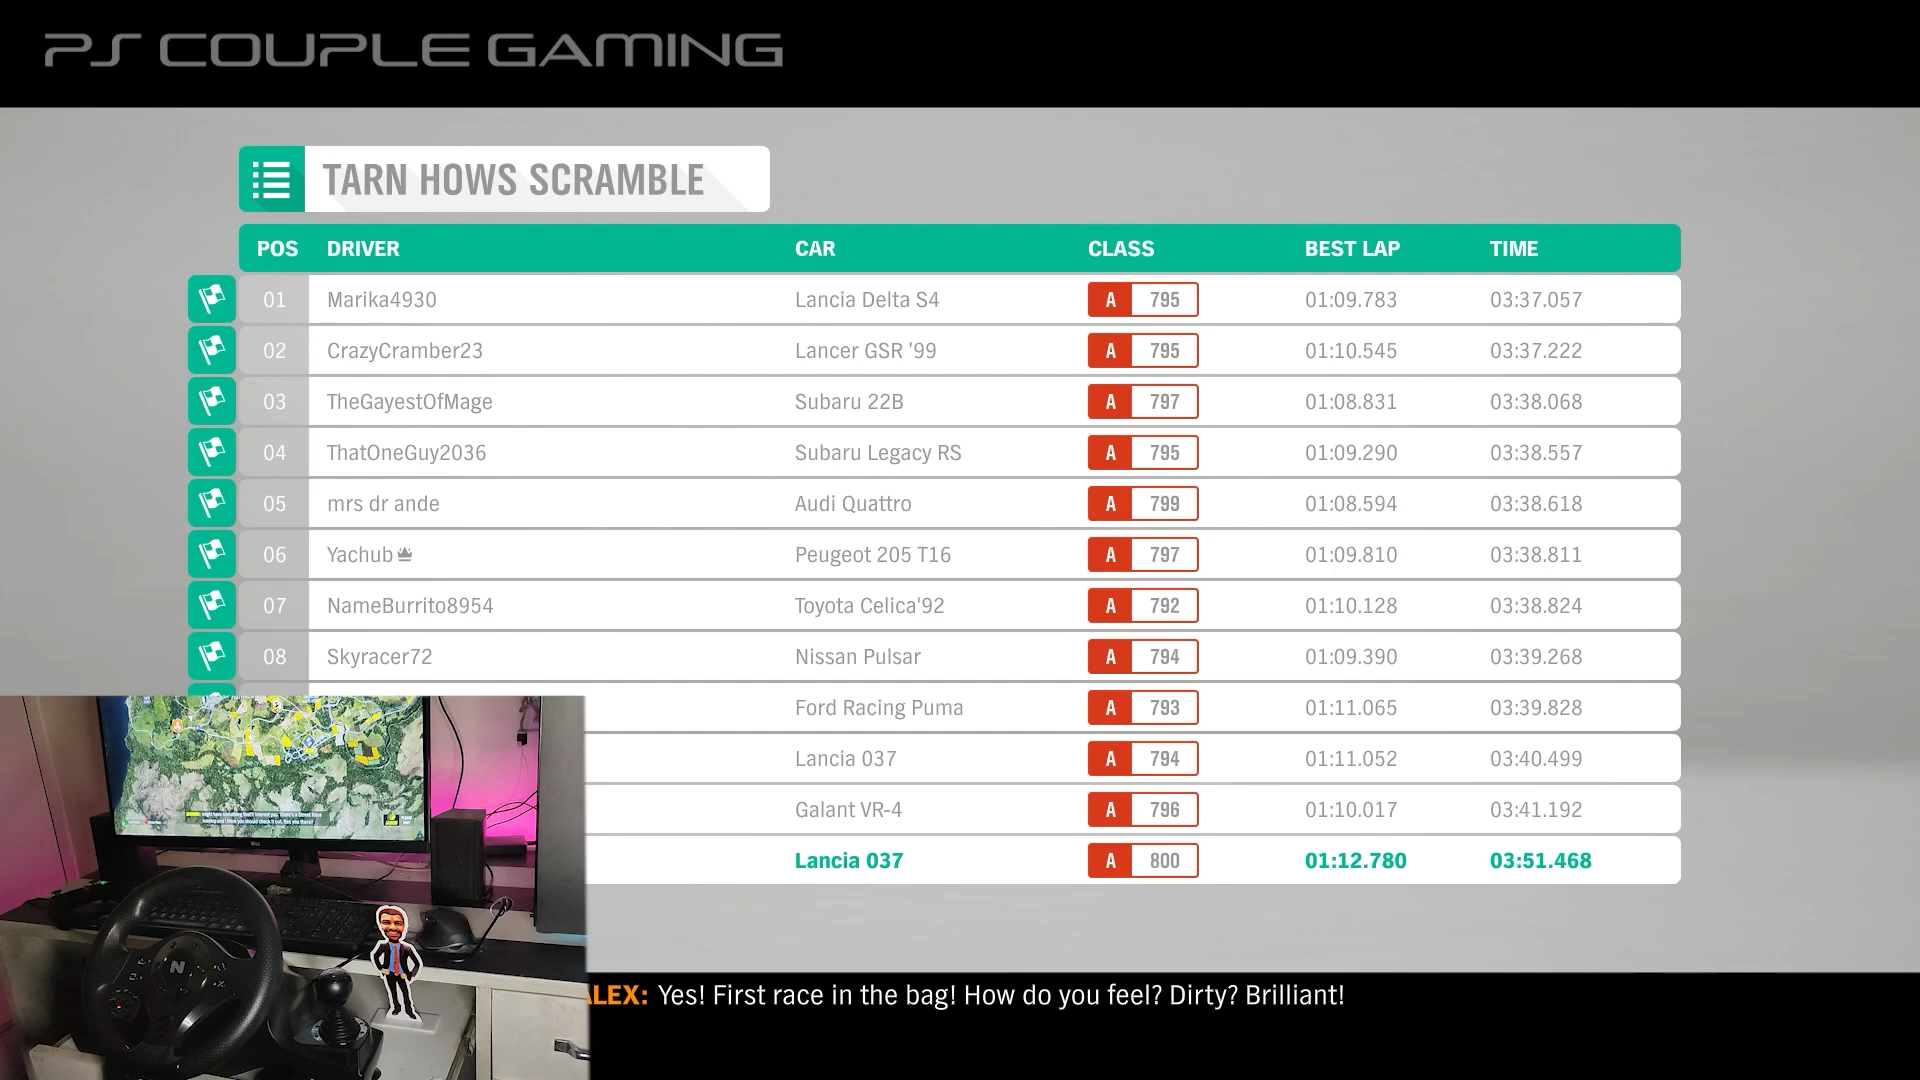 PS COUPLE GAMING
TARN HOWS SCRAMBLE
POS DRIVER CAR CLASS BEST LAP TIME
01 Marika4930 Lancia Delta S4 A 795 01:09.783 03:37.057
02 CrazyCramber23 Lancer GSR '99 A 795 01:10.545 03:37.222
03 TheGayestOfMage Subaru 22B A 797 01:08.831 03:38.068
04 ThatOneGuy2036 Subaru Legacy RS A 795 01:09.290 03:38.557
05 mrs dr ande Audi Quattro A 799 01:08.594 03:38.618
06 Yachub Peugeot 205 T16 A 797 01:09.810 03:38.811
07 NameBurrito8954 Toyota Celica'92 A 792 01:10.128 03:38.824
08 Skyracer72 Nissan Pulsar A 794 01:09.390 03:39.268
Ford Racing Puma A 793 01:11.065 03:39.828
Lancia 037 A 794 01:11.052 03:40.499
Galant VR-4 A 796 01:10.017 03:41.192
Lancia 037 A 800 01:12.780 03:51.468
LEX: Yes! First race in the bag! How do you feel? Dirty? Brilliant!
N